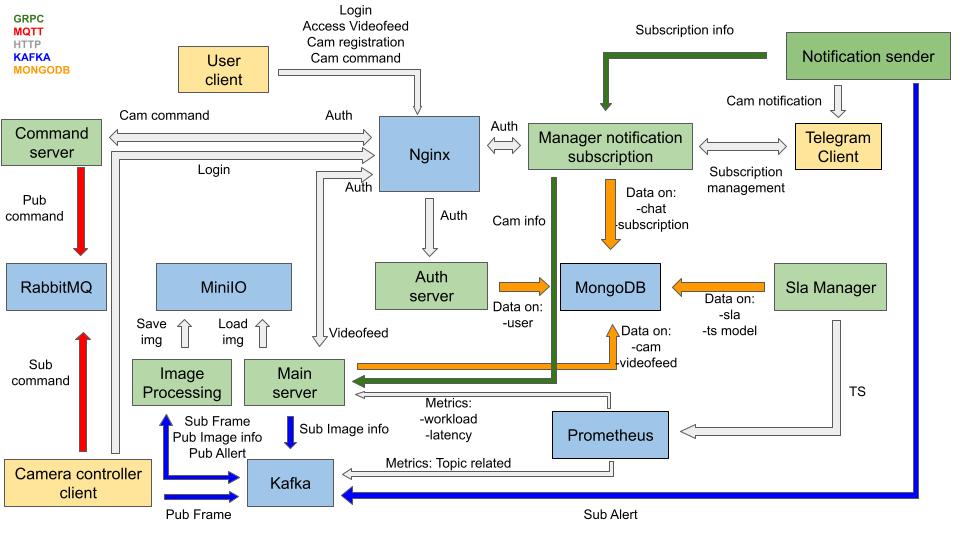 GRPC
MQTT
HTTP
KAFKA
MONGODB
Login
Access Videofeed
Cam registration
Cam command
User
client
Subscription info
Notification sender
Cam notification
Command
server
Cam command
Auth
Nginx
Auth
Manager notification
subscription
Telegram
Client
Login
Auth
Subscription
management
Pub
command
Auth
Cam info
Data on:
-chat
-subscription
RabbitMQ
MiniIO
Auth
server
Data on:
-user
MongoDB
Data on:
-sla
-ts model
Sla Manager
Save
img
Load
img
Videofeed
Data on:
-cam
-videofeed
Sub
command
Image
Processing
Main
server
TS
Metrics:
-workload
-latency
Sub Frame
Pub Image info
Pub Allert
Sub Image info
Prometheus
Camera controller
client
Kafka
Metrics: Topic related
Pub Frame
Sub Alert